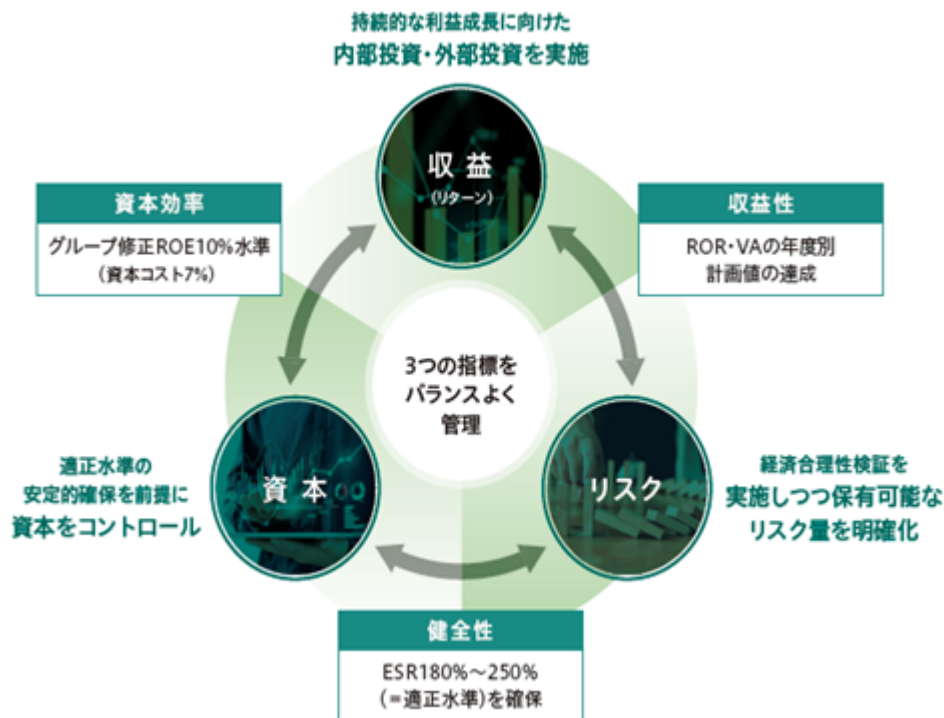 持続的な利益成長に向けた
内部投資・外部投資を実施
収益
(リターン)
資本効率
グループ修正ROE10%水準
(資本コスト7%)
収益性
ROR・VAの年度別
計画値の達成
3つの指標を
バランスよく
管理
適正水準の
安定的確保を前提に
資本をコントロール
資本
リスク
経済合理性検証を
実施しつつ保有可能な
リスク量を明確化
健全性
ESR180%～250%
(=適正水準)を確保